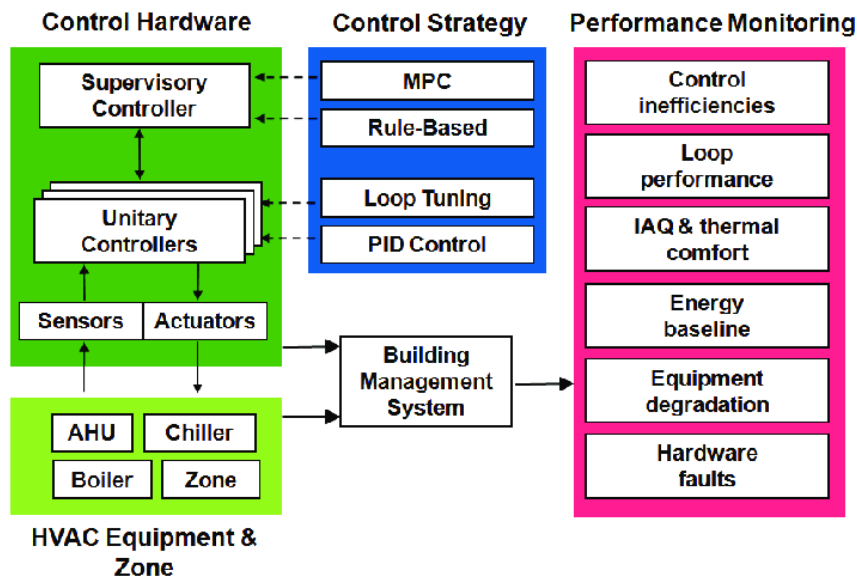 Control Hardware
Supervisory
Controller
Unitary
Controllers
Sensors
Actuators
AHU
Chiller
Boiler
Zone
HVAC Equipment &
Zone
Control Strategy
MPC
Rule-Based
Loop Tuning
PID Control
Building
Management
System
Performance Monitoring
Control
inefficiencies
Loop
performance
IAQ & thermal
comfort
Energy
baseline
Equipment
degradation
Hardware
faults